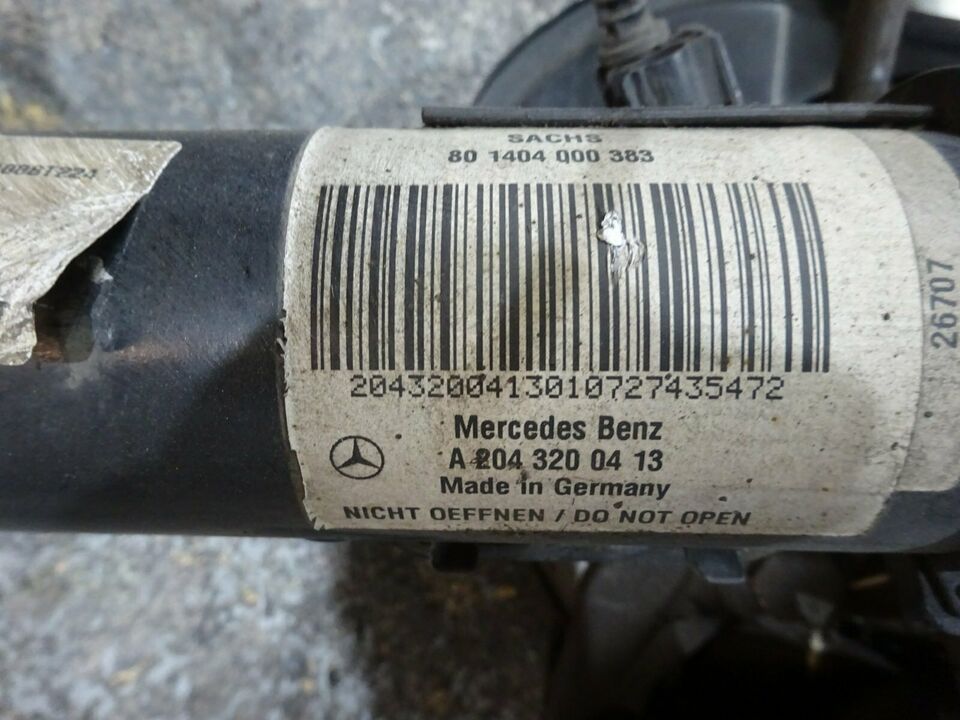 SACHS
80 1404 000 383
2043200413010727435472
Mercedes Benz
A 204 320 04 13
Made in Germany
NICHT OEFFNEN / DO NOT OPEN
26707